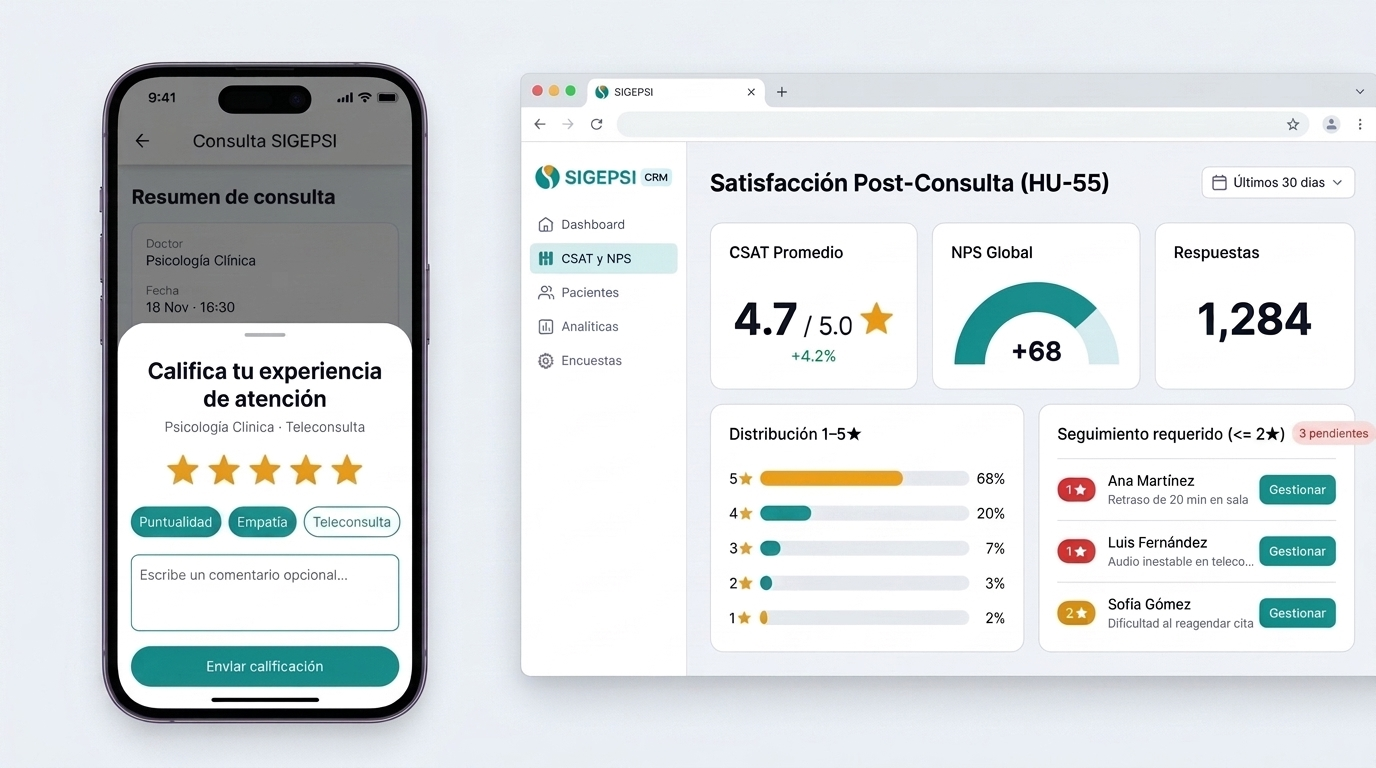 9:41
Consulta SIGEPSI
Resumen de consulta
Doctor
Psicología Clínica
Fecha
18 Nov · 16:30
Califica tu experiencia
de atención
Psicología Clinica · Teleconsulta
Puntualidad
Empatía
Teleconsulta
Escribe un comentario opcional...
Enviar calificación
SIGEPSI
SIGEPSI CRM
Dashboard
CSAT y NPS
Pacientes
Analiticas
Encuestas
Satisfacción Post-Consulta (HU-55)
Últimos 30 dias
CSAT Promedio
4.7 / 5.0
+4.2%
NPS Global
+68
Respuestas
1,284
Distribución 1–5★
5★ 68%
4★ 20%
3★ 7%
2★ 3%
1★ 2%
Seguimiento requerido (<= 2★)
3 pendientes
1★
Ana Martínez
Retraso de 20 min en sala
Gestionar
1★
Luis Fernández
Audio inestable en teleco...
Gestionar
2★
Sofía Gómez
Dificultad al reagendar cita
Gestionar